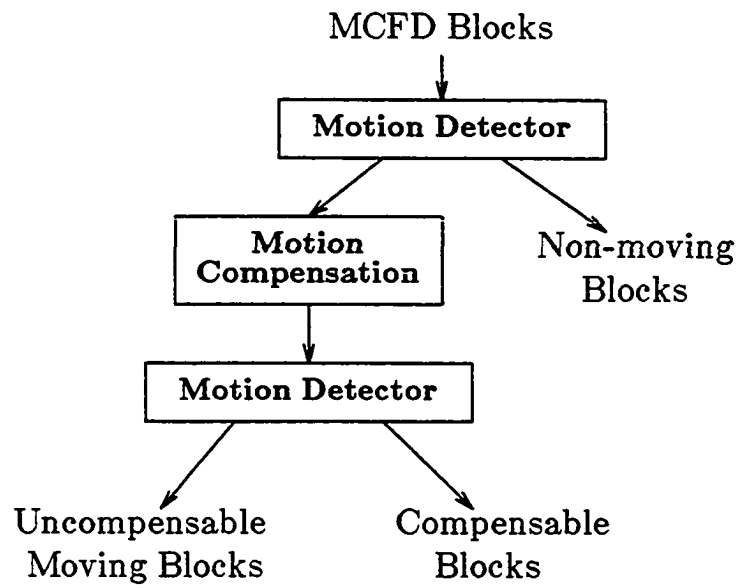 MCFD Blocks
Motion Detector
Motion
Compensation
Non-moving
Blocks
Motion Detector
Uncompensable
Moving Blocks
Compensable
Blocks